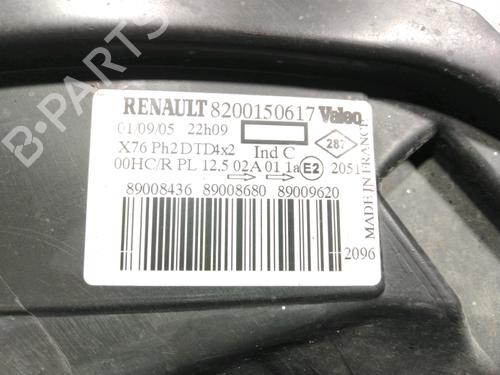 RENAULT 8200150617 Valeo
01/09/05 22h09
X76 Ph2 DTD4x2 Ind C 287
00HC/R PL 12.5 02A 01 1a E2 2051
89008436 89008680 89009620
2096
MADE IN FRANCE
B-PARTS